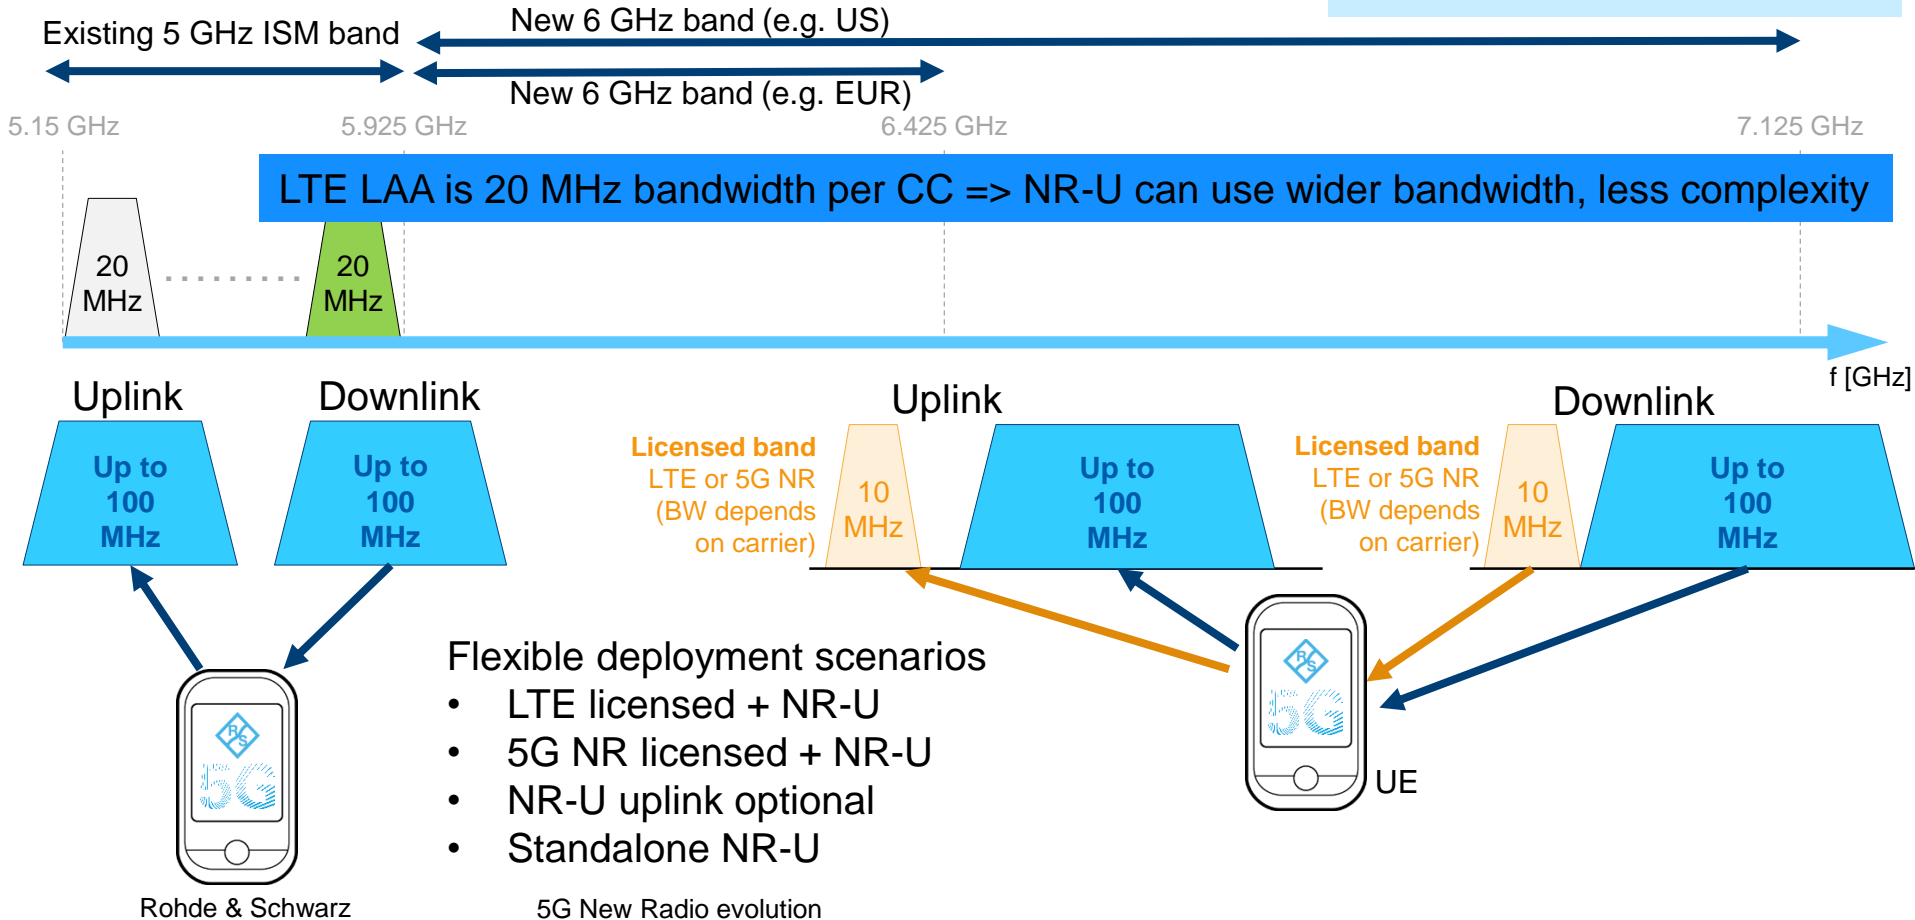 New 6 GHz band (e.g. US)
Existing 5 GHz ISM band
New 6 GHz band (e.g. EUR)
5.15 GHz
5.925 GHz
6.425 GHz
7.125 GHz
LTE LAA is 20 MHz bandwidth per CC => NR-U can use wider bandwidth, less complexity
20
MHz
20
MHz
f [GHz]
Uplink
Downlink
Up to
100
MHz
Up to
100
MHz
Uplink
Licensed band
LTE or 5G NR
(BW depends
on carrier)
10
MHz
Up to
100
MHz
Downlink
Licensed band
LTE or 5G NR
(BW depends
on carrier)
10
MHz
Up to
100
MHz
R&S
5G
Flexible deployment scenarios
• LTE licensed + NR-U
• 5G NR licensed + NR-U
• NR-U uplink optional
• Standalone NR-U
R&S
5G
UE
Rohde & Schwarz
5G New Radio evolution